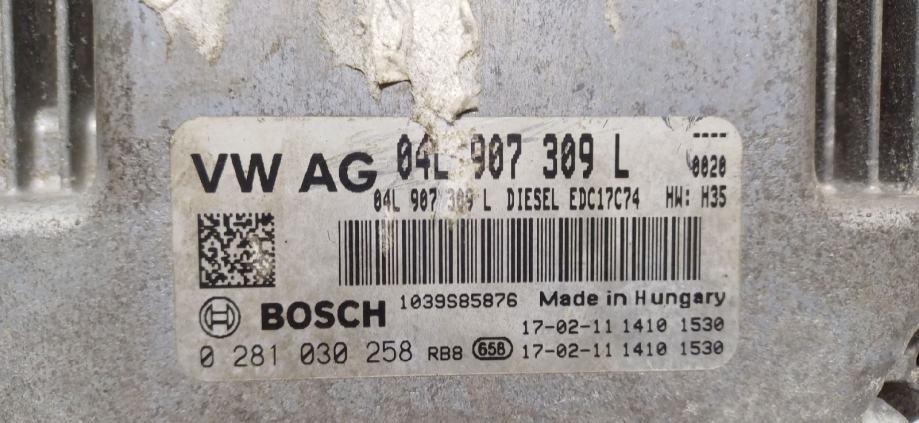 VW AG 04L 907 309 L ----
0020
04L 907 309 L DIESEL EDC17C74 HW: H35
BOSCH 1039S85876 Made in Hungary
17-02-11 1410 1530
0 281 030 258 RB8 658 17-02-11 1410 1530